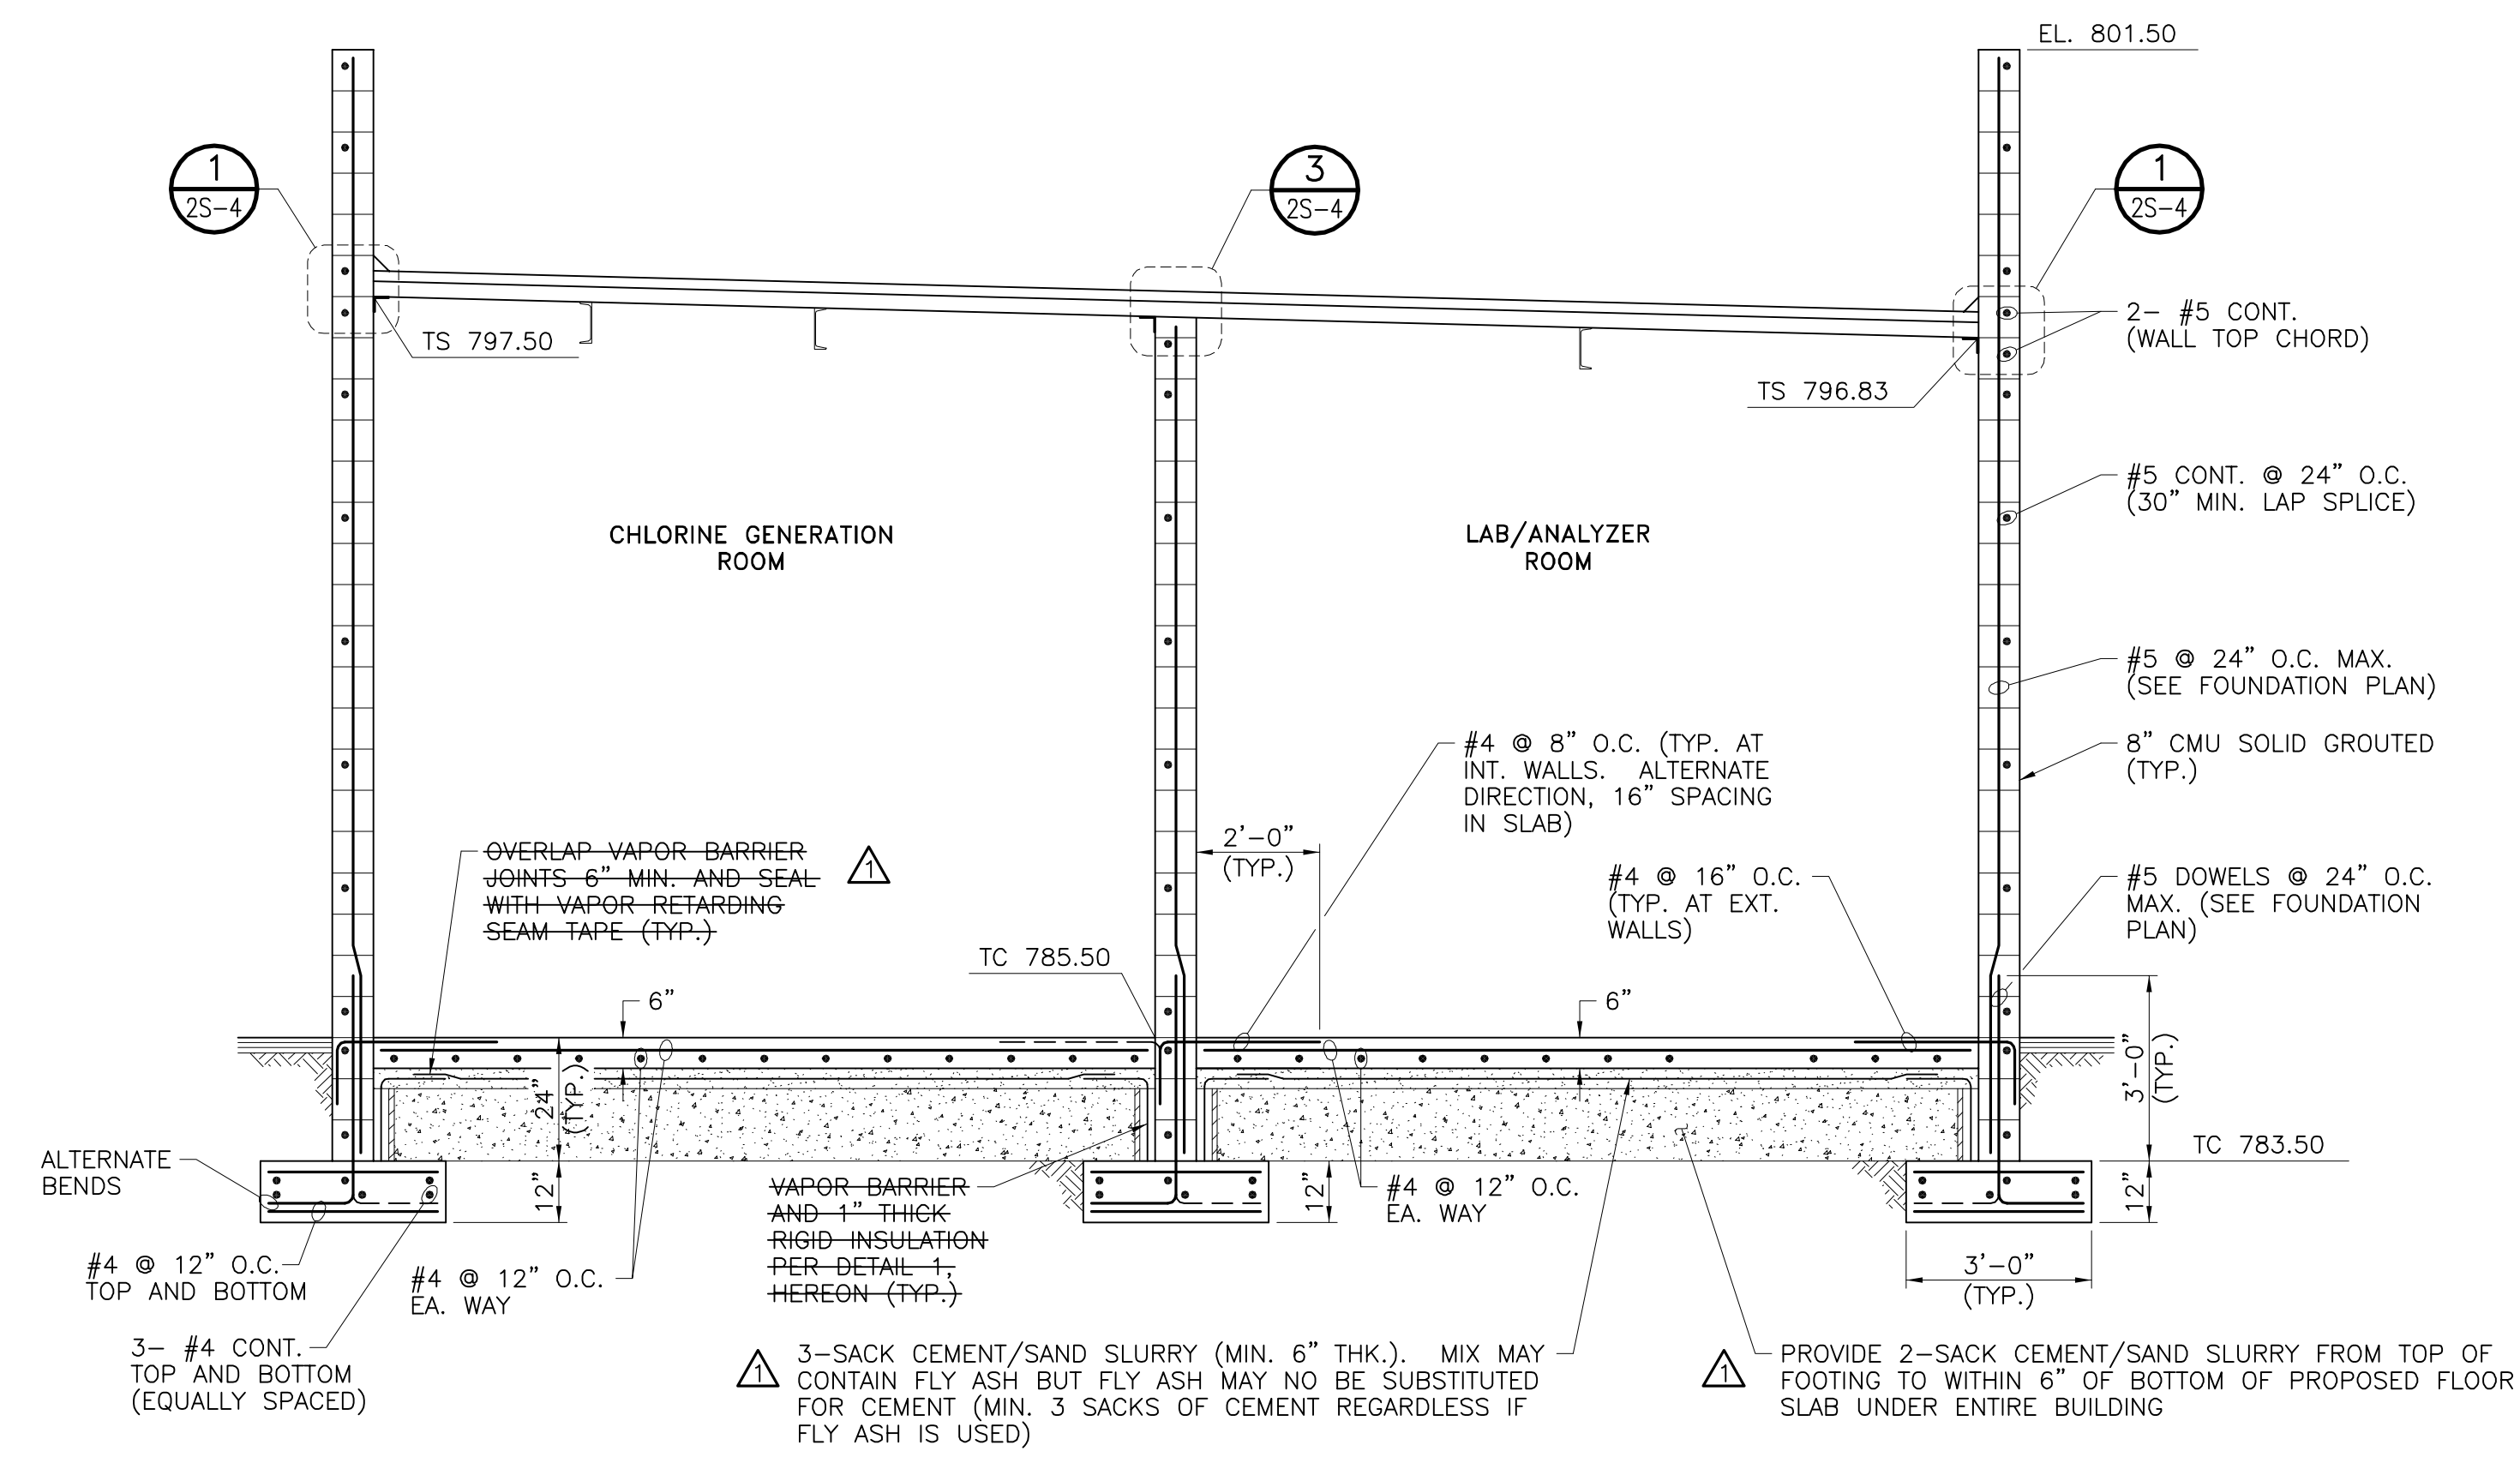 EL. 801.50
1
2S-4
3
2S-4
1
2S-4
2- #5 CONT.
(WALL TOP CHORD)
TS 797.50
TS 796.83
#5 CONT. @ 24" O.C.
(30" MIN. LAP SPLICE)
CHLORINE GENERATION
ROOM
LAB/ANALYZER
ROOM
#5 @ 24" O.C. MAX.
(SEE FOUNDATION PLAN)
#4 @ 8" O.C. (TYP. AT
INT. WALLS. ALTERNATE
DIRECTION, 16" SPACING
IN SLAB)
8" CMU SOLID GROUTED
(TYP.)
2'-0"
(TYP.)
OVERLAP VAPOR BARRIER
JOINTS 6" MIN. AND SEAL
WITH VAPOR RETARDING
SEAM TAPE (TYP.)
1
#4 @ 16" O.C.
(TYP. AT EXT.
WALLS)
#5 DOWELS @ 24" O.C.
MAX. (SEE FOUNDATION
PLAN)
TC 785.50
6"
6"
24"
(TYP.)
3'-0"
(TYP.)
TC 783.50
ALTERNATE
BENDS
12"
12"
12"
VAPOR BARRIER
AND 1" THICK
RIGID INSULATION
PER DETAIL 1,
HEREON (TYP.)
#4 @ 12" O.C.
EA. WAY
#4 @ 12" O.C.
TOP AND BOTTOM
#4 @ 12" O.C.
EA. WAY
3'-0"
(TYP.)
3- #4 CONT.
TOP AND BOTTOM
(EQUALLY SPACED)
1
3-SACK CEMENT/SAND SLURRY (MIN. 6" THK.). MIX MAY
CONTAIN FLY ASH BUT FLY ASH MAY NO BE SUBSTITUTED
FOR CEMENT (MIN. 3 SACKS OF CEMENT REGARDLESS IF
FLY ASH IS USED)
1
PROVIDE 2-SACK CEMENT/SAND SLURRY FROM TOP OF
FOOTING TO WITHIN 6" OF BOTTOM OF PROPOSED FLOOR
SLAB UNDER ENTIRE BUILDING